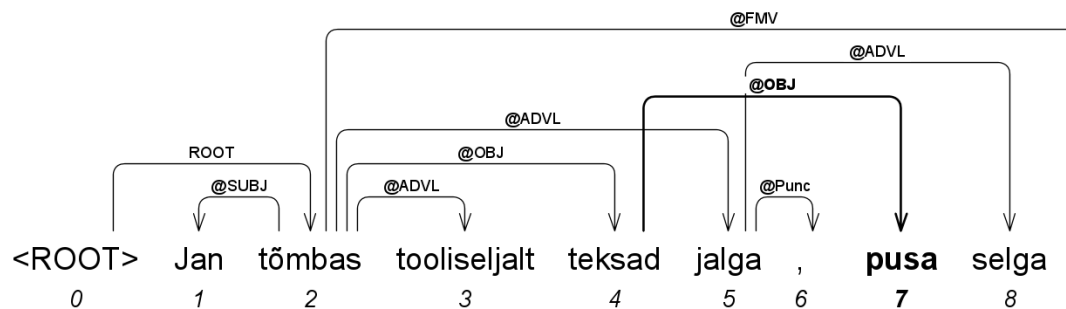 @FMV
@ADVL
@OBJ
@ADVL
ROOT @OBJ
@SUBJ @ADVL @Punc
<ROOT> Jan tõmbas tooliseljalt teksad jalga , pusa selga
0 1 2 3 4 5 6 7 8